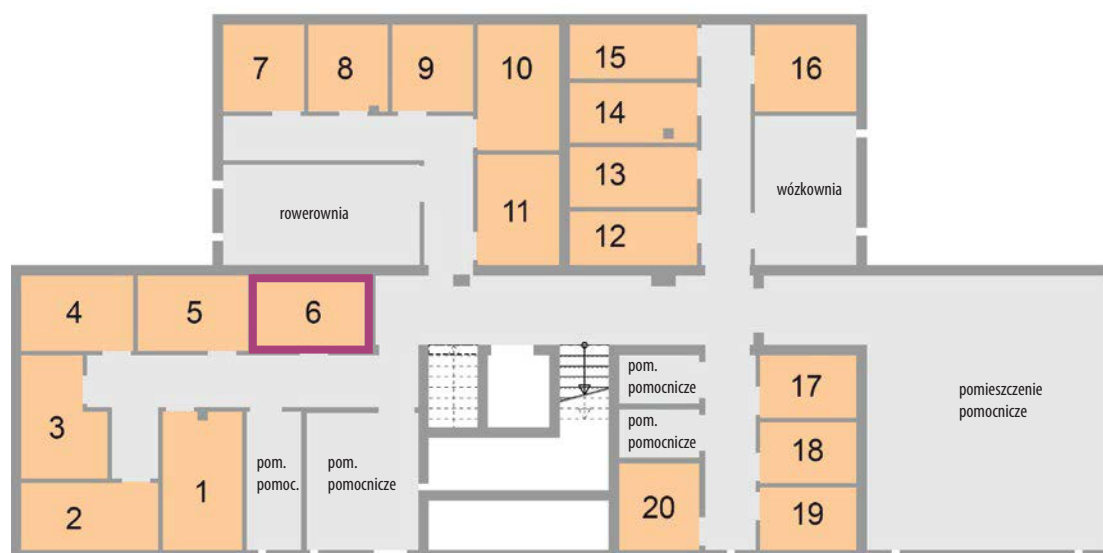 7
8
9
10
15
16
14
13
wózkownia
rowerownia
11
12
4
5
6
pom.
pomocnicze
17
pomieszczenie
pomocnicze
3
pom.
pomocnicze
18
pom.
pomoc.
pom.
pomocnicze
1
2
20
19